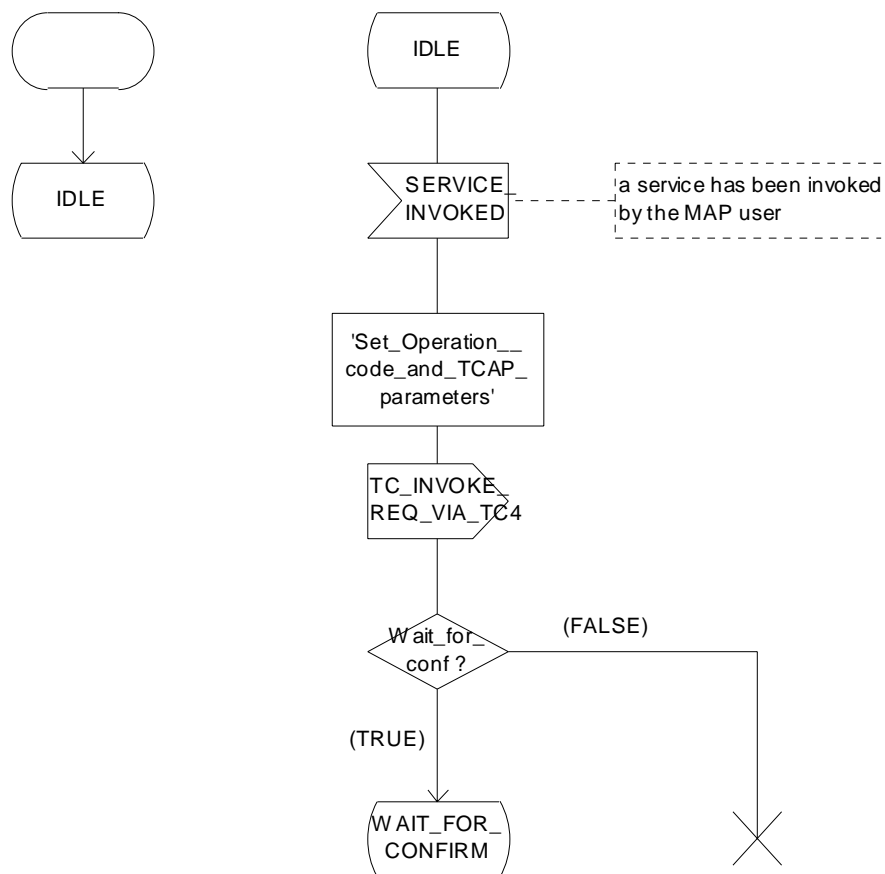 IDLE
IDLE
SERVICE_
INVOKED
a service has been invoked
by the MAP user
'Set_Operation__
code_and_TCAP_
parameters'
TC_INVOKE_
REQ_VIA_TC4
Wait_for_
conf ?
(FALSE)
(TRUE)
WAIT_FOR_
CONFIRM